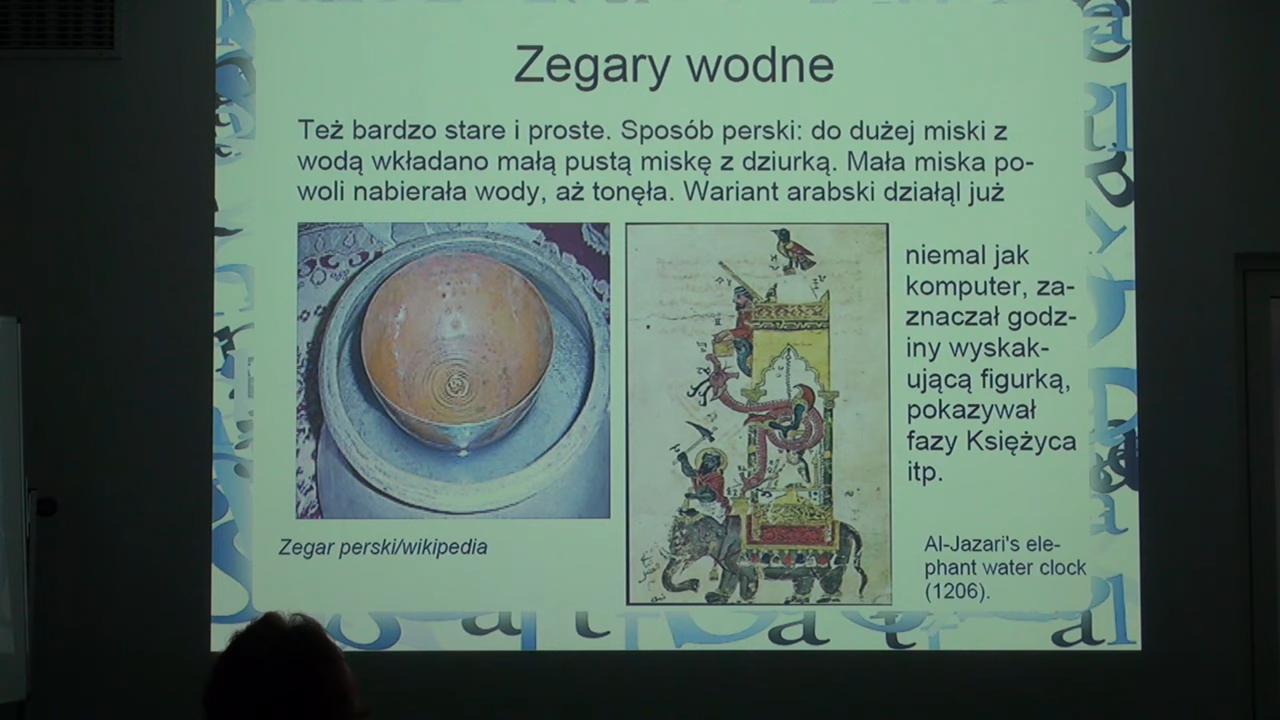 Zegary wodne
Też bardzo stare i proste. Sposób perski: do dużej miski z
wodą wkładano małą pustą miskę z dziurką. Mała miska po-
woli nabierała wody, aż tonęła. Wariant arabski działąl już
niemal jak
komputer, za-
znaczał godz-
iny wyskak-
ującą figurką,
pokazywał
fazy Księżyca
itp.
Zegar perski/wikipedia
Al-Jazari's ele-
phant water clock
(1206).